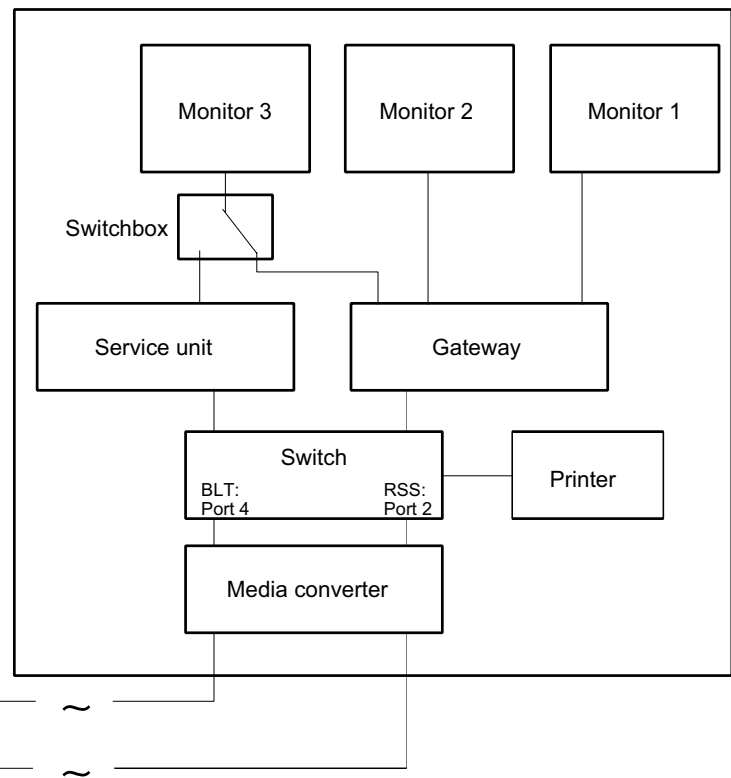 Monitor 3
Monitor 2
Monitor 1
Switchbox
Service unit
Gateway
Switch
BLT:
Port 4
RSS:
Port 2
Printer
Media converter
~
~